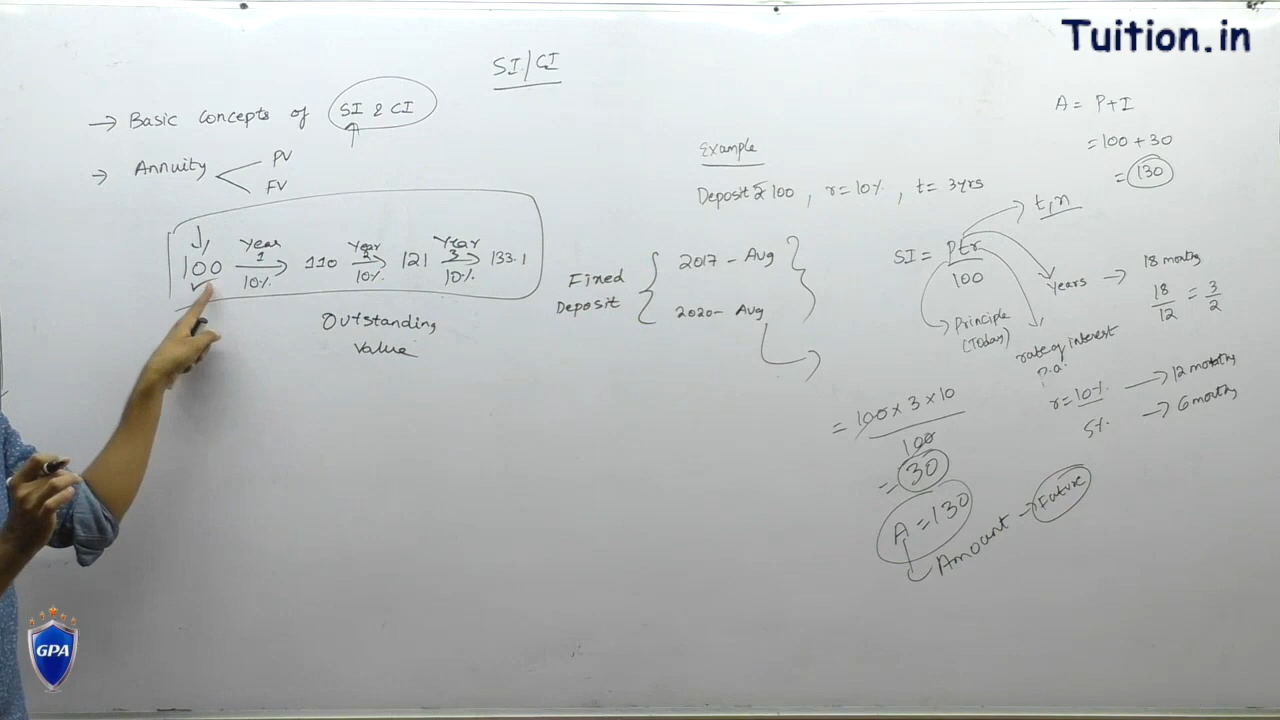 Tuition.in
SI/CI
→ Basic concepts of SI & CI
→ Annuity
PV
FV
100 Year 1 10% → 110 Year 2 10% → 121 Year 3 10% → 133.1
Outstanding
Value
Example
Deposit ₹ 100 , r = 10% , t = 3yrs
Fixed
Deposit
2017 - Aug
2020 - Aug
A = P+I
= 100 + 30
= 130
SI = Ptr
100
t, n
Years → 18 months
18/12 = 3/2
Principle
(Today)
rate of interest
P.a.
r = 10% → 12 months
5% → 6 months
= 100 × 3 × 10
100
= 30
A = 130
Amount → Future
GPA